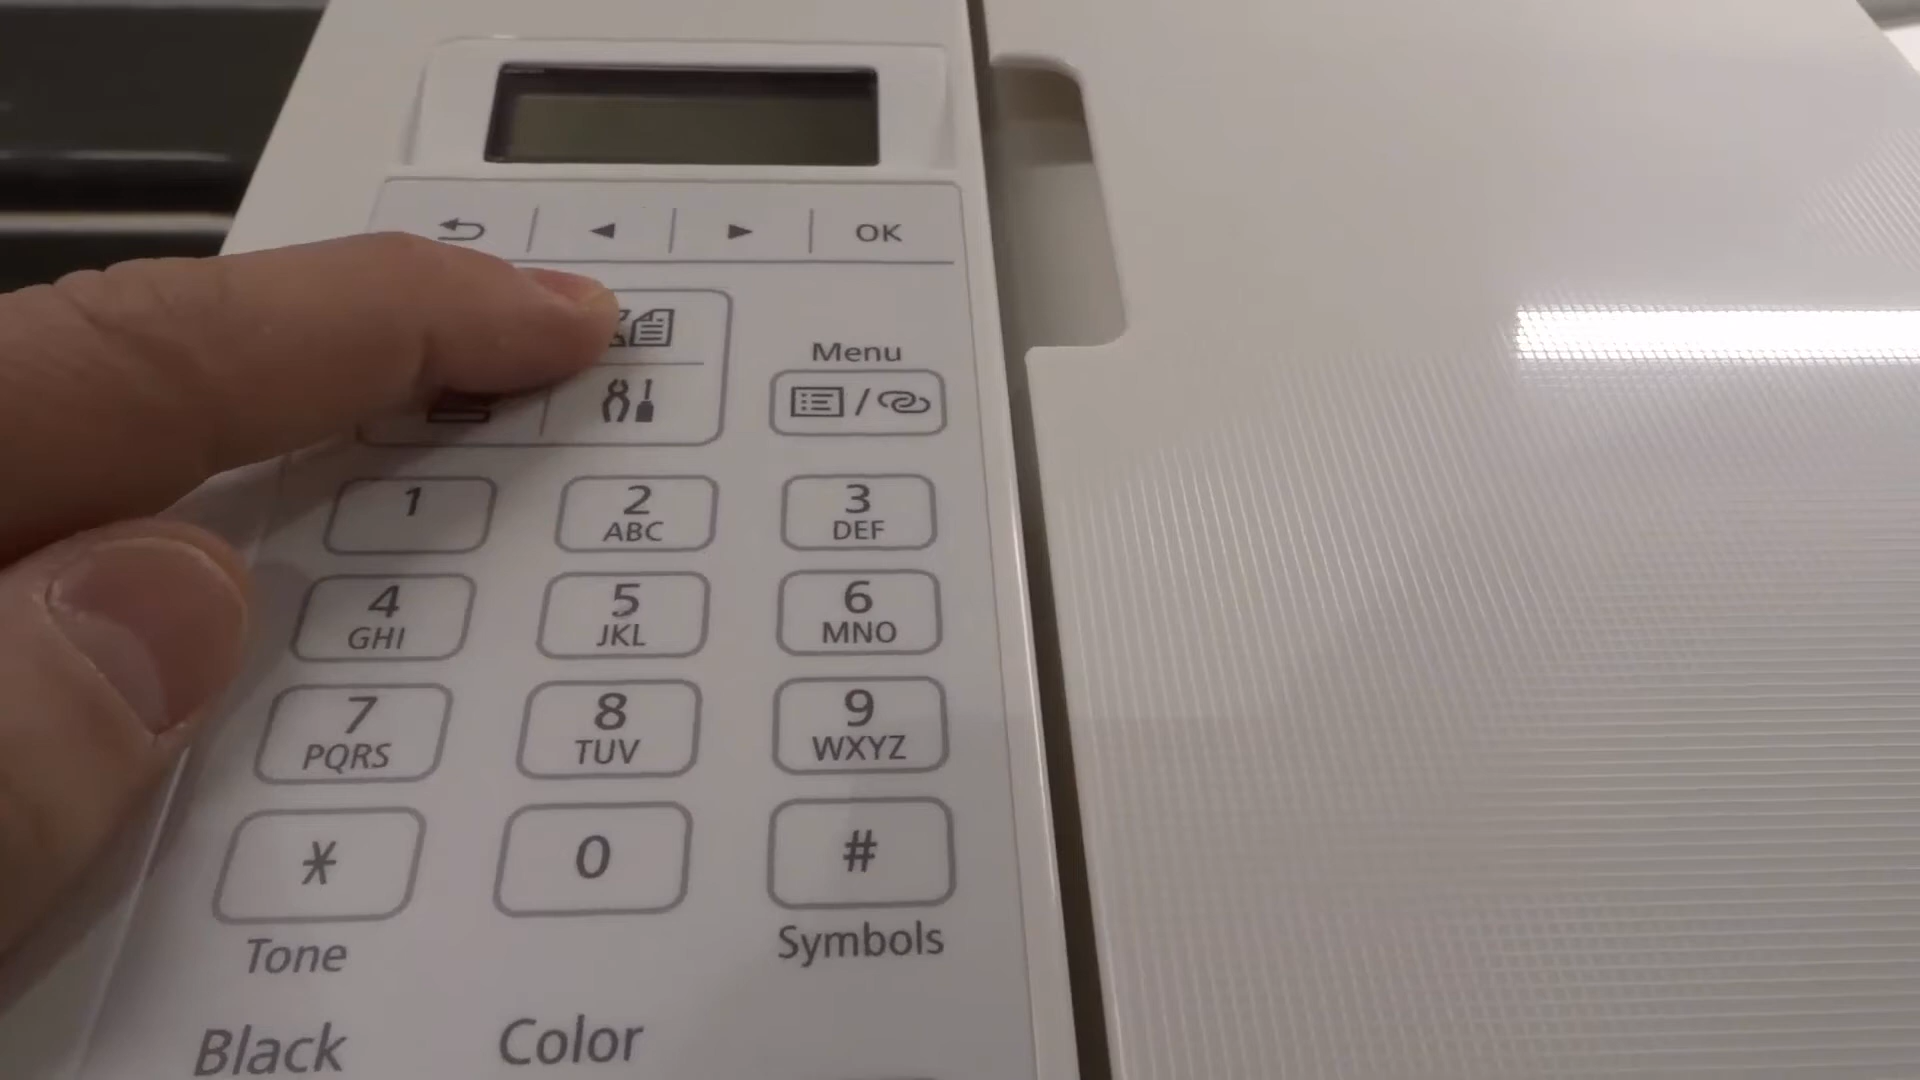 OK
Menu
/
1
2
ABC
3
DEF
4
GHI
5
JKL
6
MNO
7
PQRS
8
TUV
9
WXYZ
*
0
#
Tone
Symbols
Black
Color